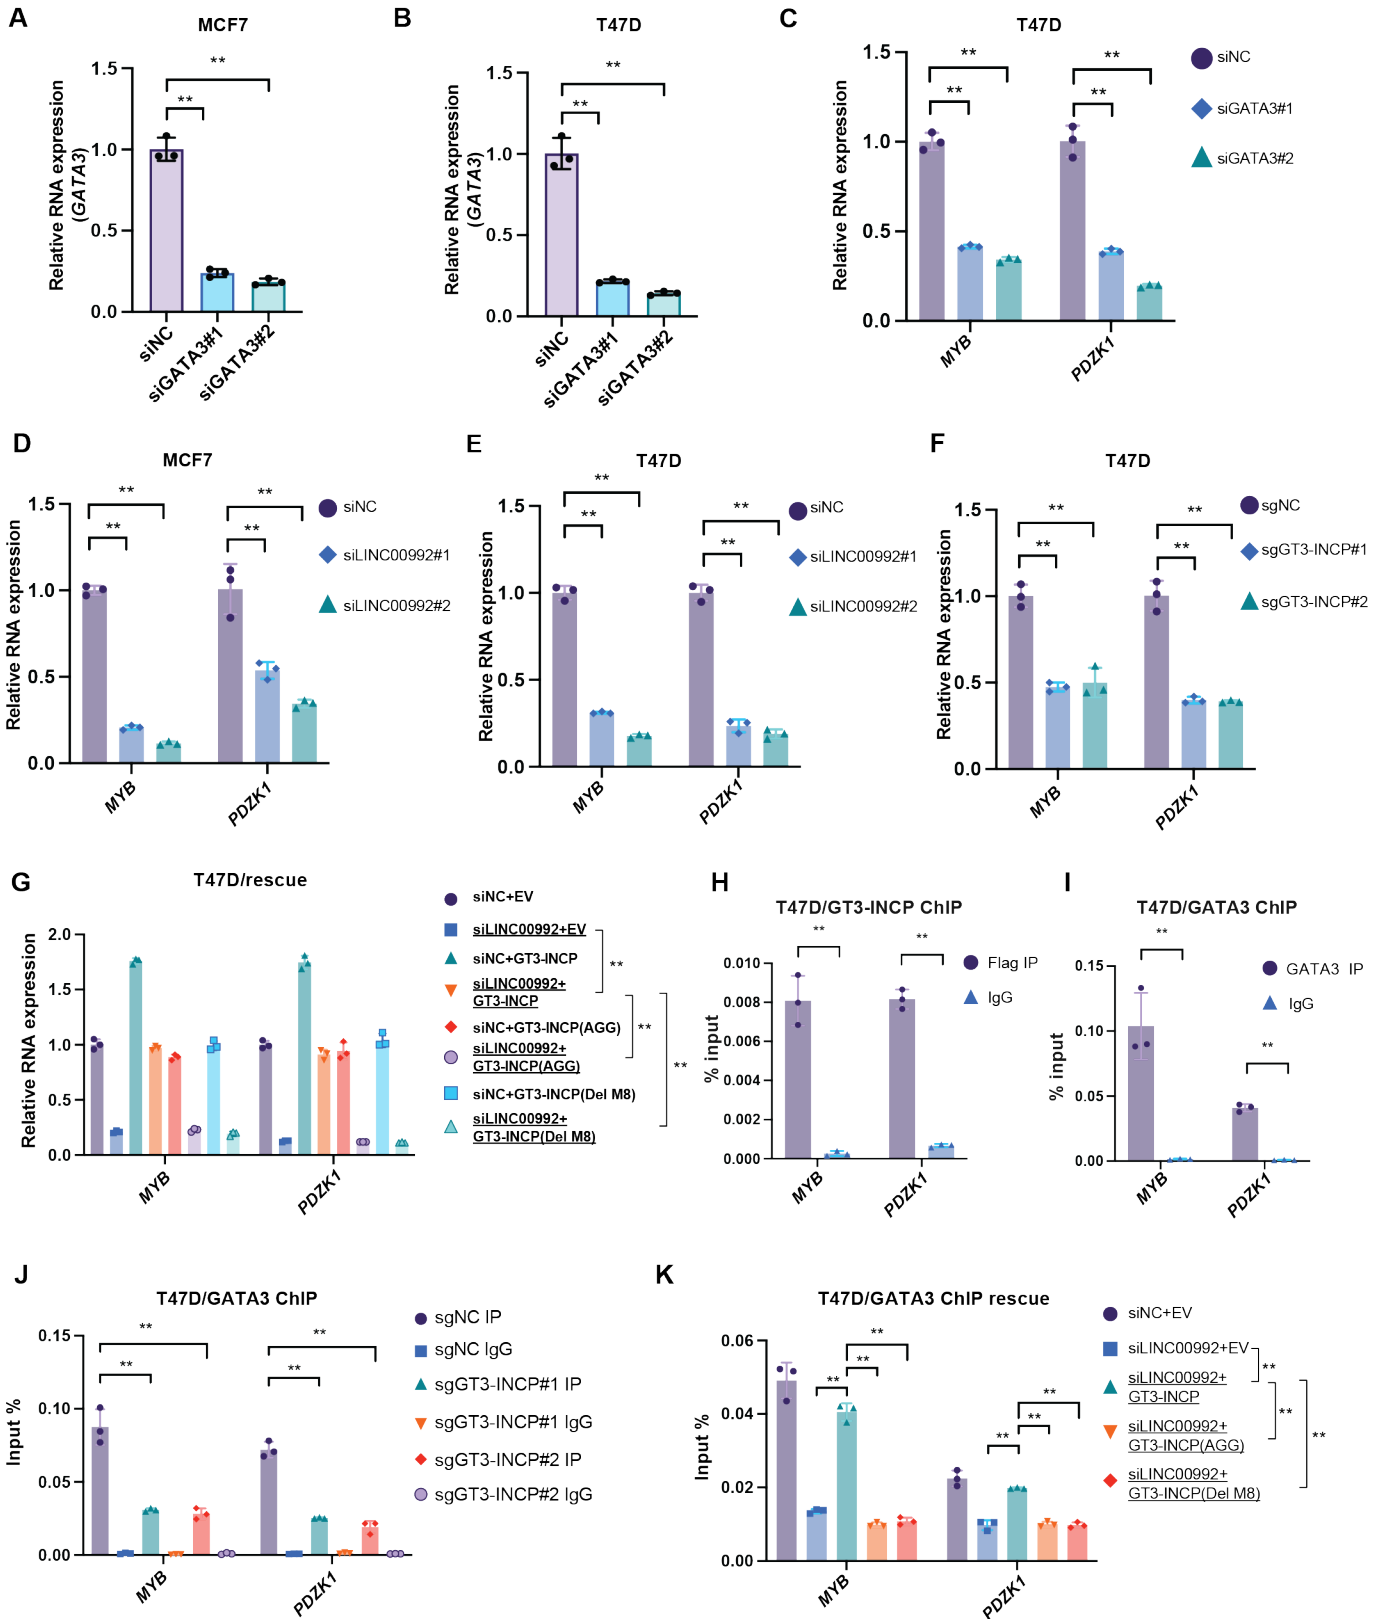 A
MCF7
Relative RNA expression
(GATA3)
1.5
1.0
0.5
0.0
**
**
siNC
siGATA3#1
siGATA3#2
B
T47D
Relative RNA expression
(GATA3)
1.5
1.0
0.5
0.0
**
**
siNC
siGATA3#1
siGATA3#2
C
T47D
Relative RNA expression
1.5
1.0
0.5
0.0
**
**
**
**
MYB
PDZK1
siNC
siGATA3#1
siGATA3#2
D
MCF7
Relative RNA expression
1.5
1.0
0.5
0.0
**
**
**
**
MYB
PDZK1
siNC
siLINC00992#1
siLINC00992#2
E
T47D
Relative RNA expression
1.5
1.0
0.5
0.0
**
**
**
**
MYB
PDZK1
siNC
siLINC00992#1
siLINC00992#2
F
T47D
Relative RNA expression
1.5
1.0
0.5
0.0
**
**
**
**
MYB
PDZK1
sgNC
sgGT3-INCP#1
sgGT3-INCP#2
G
T47D/rescue
Relative RNA expression
2.0
1.5
1.0
0.5
0.0
MYB
PDZK1
siNC+EV
siLINC00992+EV
siNC+GT3-INCP
siLINC00992+
GT3-INCP
siNC+GT3-INCP(AGG)
siLINC00992+
GT3-INCP(AGG)
siNC+GT3-INCP(Del M8)
siLINC00992+
GT3-INCP(Del M8)
**
**
**
H
T47D/GT3-INCP ChIP
% input
0.010
0.008
0.006
0.004
0.002
0.000
**
**
MYB
PDZK1
Flag IP
IgG
I
T47D/GATA3 ChIP
% input
0.15
0.10
0.05
0.00
**
**
MYB
PDZK1
GATA3 IP
IgG
J
T47D/GATA3 ChIP
Input %
0.15
0.10
0.05
0.00
**
**
**
**
MYB
PDZK1
sgNC IP
sgNC IgG
sgGT3-INCP#1 IP
sgGT3-INCP#1 IgG
sgGT3-INCP#2 IP
sgGT3-INCP#2 IgG
K
T47D/GATA3 ChIP rescue
Input %
0.06
0.04
0.02
0.00
**
**
**
**
**
**
MYB
PDZK1
siNC+EV
siLINC00992+EV
siLINC00992+
GT3-INCP
siLINC00992+
GT3-INCP(AGG)
siLINC00992+
GT3-INCP(Del M8)
**
**
**